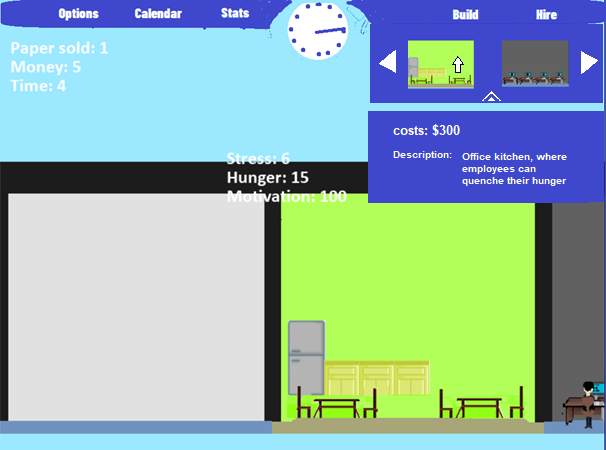 Options Calendar Stats Build Hire
Paper sold: 1
Money: 5
Time: 4
costs: $300
Description: Office kitchen, where
employees can
quenche their hunger
Stress: 6
Hunger: 15
Motivation: 100